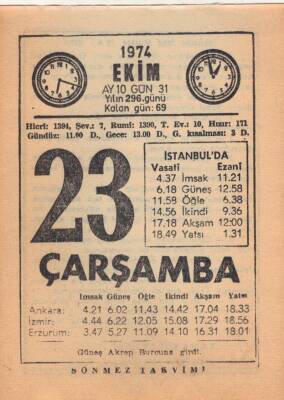 1974
EKİM
AY 10 GÜN 31
Yılın 296. günü
Kalan gün: 69
Hicri: 1394, Şev.: 7, Rumi: 1390, T. Ev.: 10, Hızır: 171
Gündüz: 11.00 D., Gece: 13.00 D., G. kısalması: 3 D.
23
İSTANBUL'DA
Vasati Ezani
4.37 İmsak 11.21
6.18 Güneş 12.58
11.58 Öğle 6.38
14.56 İkindi 9.36
17.18 Akşam 12.00
18.49 Yatsı 1.31
ÇARŞAMBA
İmsak Güneş Öğle İkindi Akşam Yatsı
Ankara: 4.21 6.02 11.43 14.42 17.04 18.33
İzmir: 4.44 6.22 12.05 15.08 17.29 18.56
Erzurum: 3.47 5.27 11.09 14.10 16.31 18.01
Güneş Akrep Burcuna girdi.
SÖNMEZ TAKVİMİ